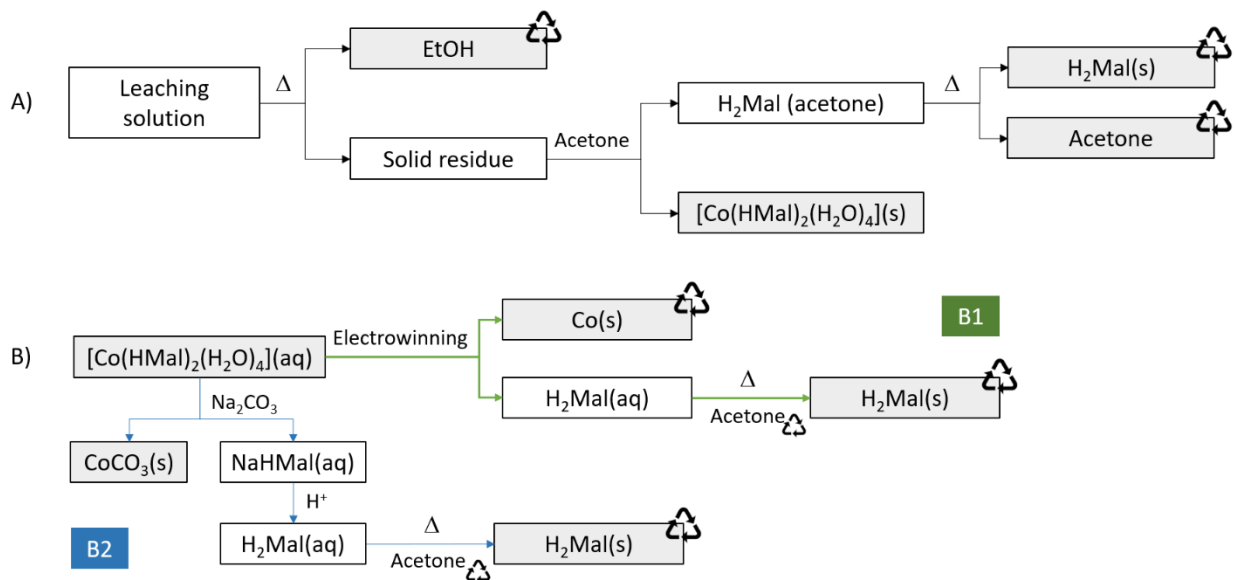 A)
Leaching
solution
Δ
EtOH
Solid residue
Acetone
H₂Mal (acetone)
Δ
H₂Mal(s)
Acetone
[Co(HMal)₂(H₂O)₄](s)
B)
[Co(HMal)₂(H₂O)₄](aq)
Electrowinning
Co(s)
B1
H₂Mal(aq)
Δ
Acetone
H₂Mal(s)
Na₂CO₃
CoCO₃(s)
NaHMal(aq)
H⁺
B2
H₂Mal(aq)
Δ
Acetone
H₂Mal(s)